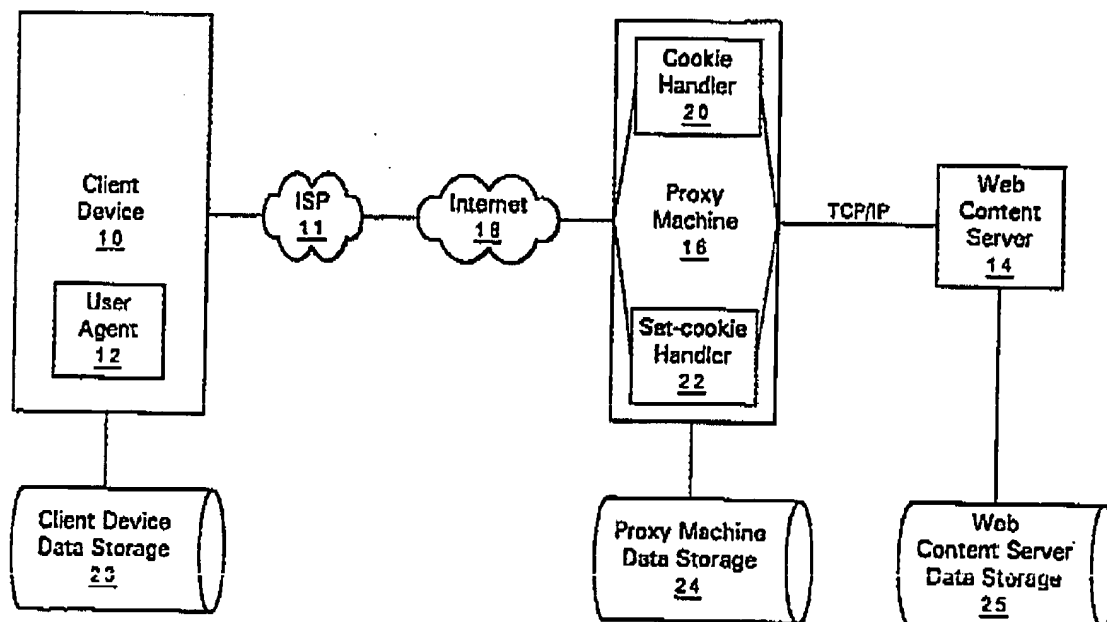 Client
Device
10
User
Agent
12
ISP
11
Internet
18
Cookie
Handler
20
Proxy
Machine
16
Set-cookie
Handler
22
TCP/IP
Web
Content
Server
14
Client Device
Data Storage
23
Proxy Machine
Data Storage
24
Web
Content Server
Data Storage
25